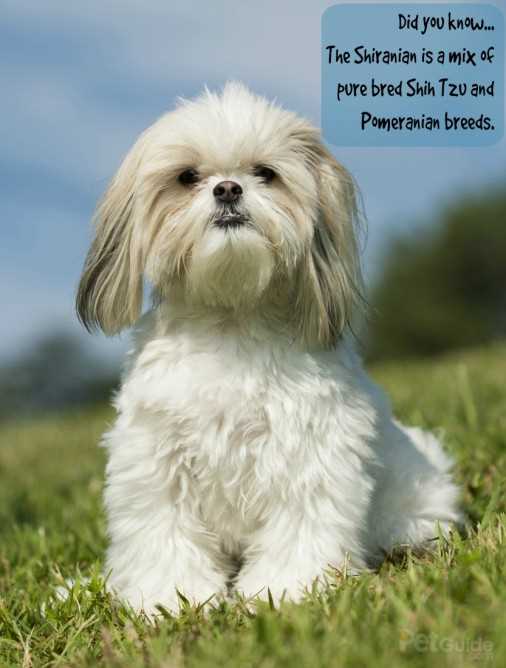 Did you know...
The Shiranian is a mix of
pure bred Shih Tzu and
Pomeranian breeds.
PetGuide